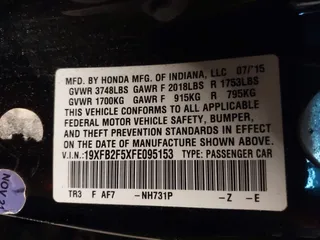 MFD. BY HONDA MFG. OF INDIANA, LLC 07/15
GVWR 3748LBS GAWR F 2018LBS R 1753LBS
GVWR 1700KG GAWR F 915KG R 795KG
THIS VEHICLE CONFORMS TO ALL APPLICABLE
FEDERAL MOTOR VEHICLE SAFETY, BUMPER,
AND THEFT PREVENTION STANDARDS IN EFFECT
ON THE DATE OF MANUFACTURE SHOWN ABOVE.
V.I.N.: 19XFB2F5XFE095153 TYPE: PASSENGER CAR
TR3 F AF7 -NH731P -Z -E
NOV 21